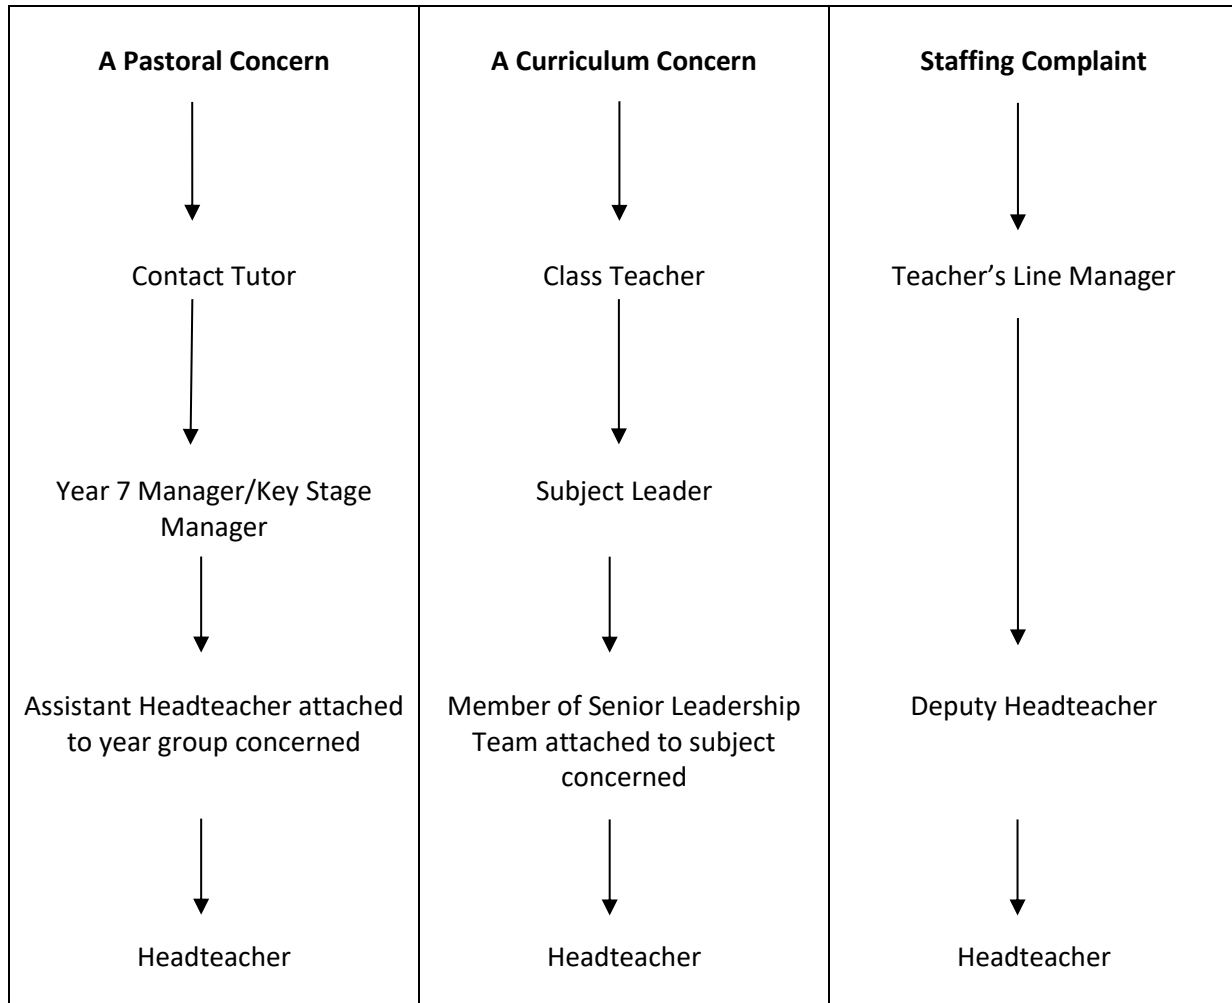 A Pastoral Concern
Contact Tutor
Year 7 Manager/Key Stage
Manager
Assistant Headteacher attached
to year group concerned
Headteacher
A Curriculum Concern
Class Teacher
Subject Leader
Member of Senior Leadership
Team attached to subject
concerned
Headteacher
Staffing Complaint
Teacher’s Line Manager
Deputy Headteacher
Headteacher